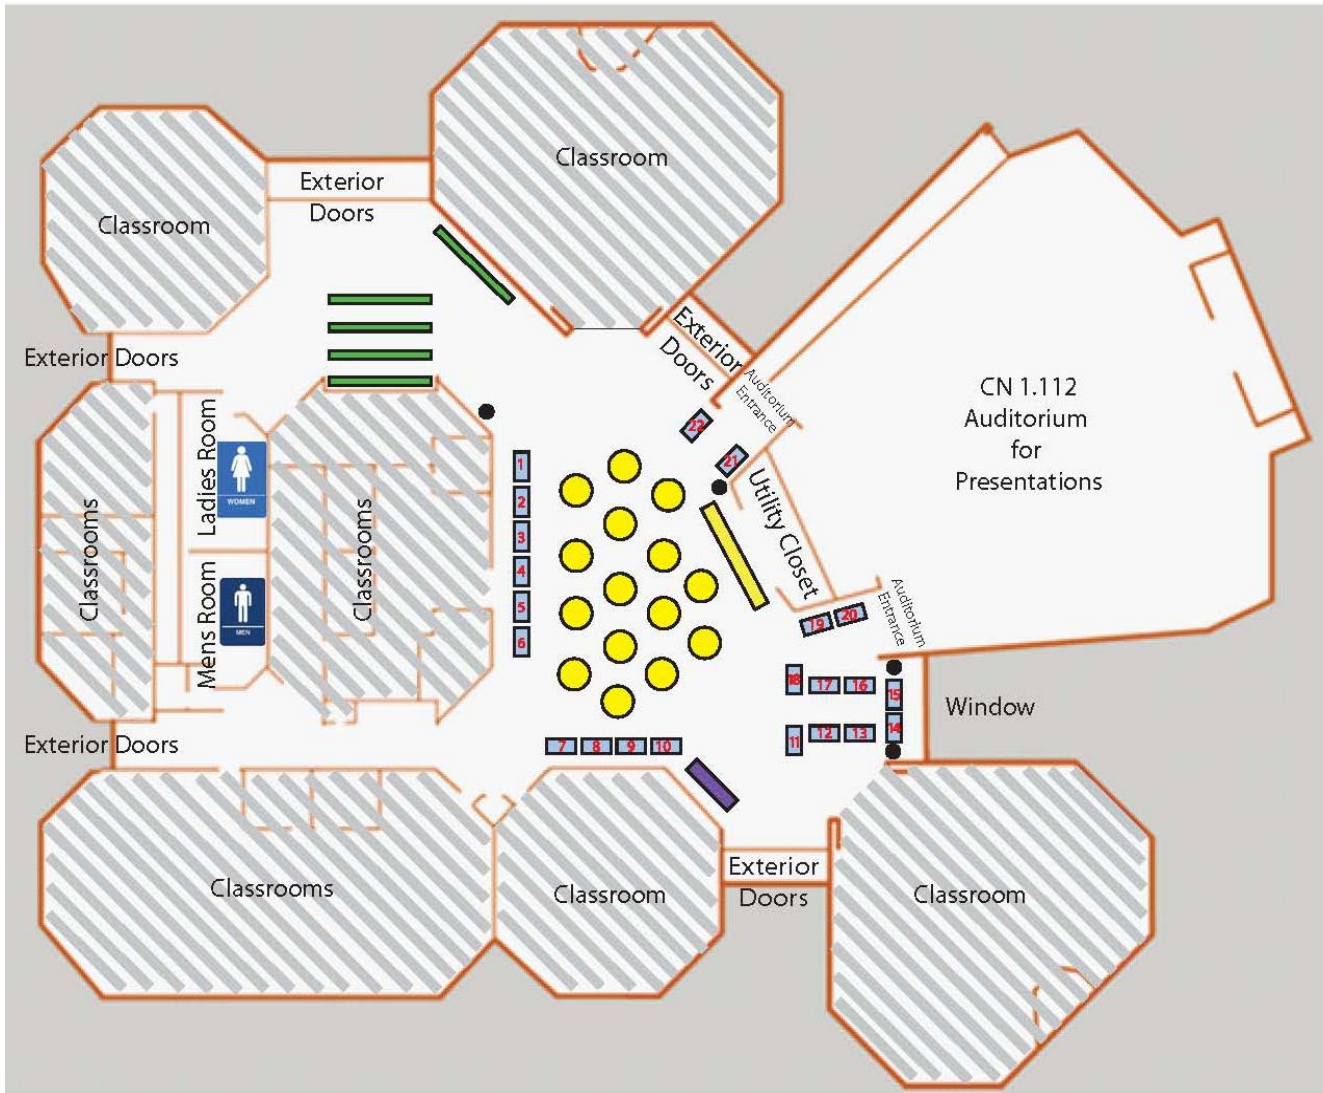 Classroom
Exterior
Doors
Classroom
Exterior Doors
Exterior
Doors
Auditorium
Entrance
CN 1.112
Auditorium
for
Presentations
Ladies Room
WOMEN
Mens Room
MEN
Classrooms
Classrooms
22
21
1
2
3
4
5
6
Utility Closet
19
20
Auditorium
Entrance
18
17
16
15
11
12
13
14
Window
7
8
9
10
Exterior Doors
Classrooms
Classroom
Exterior
Doors
Classroom